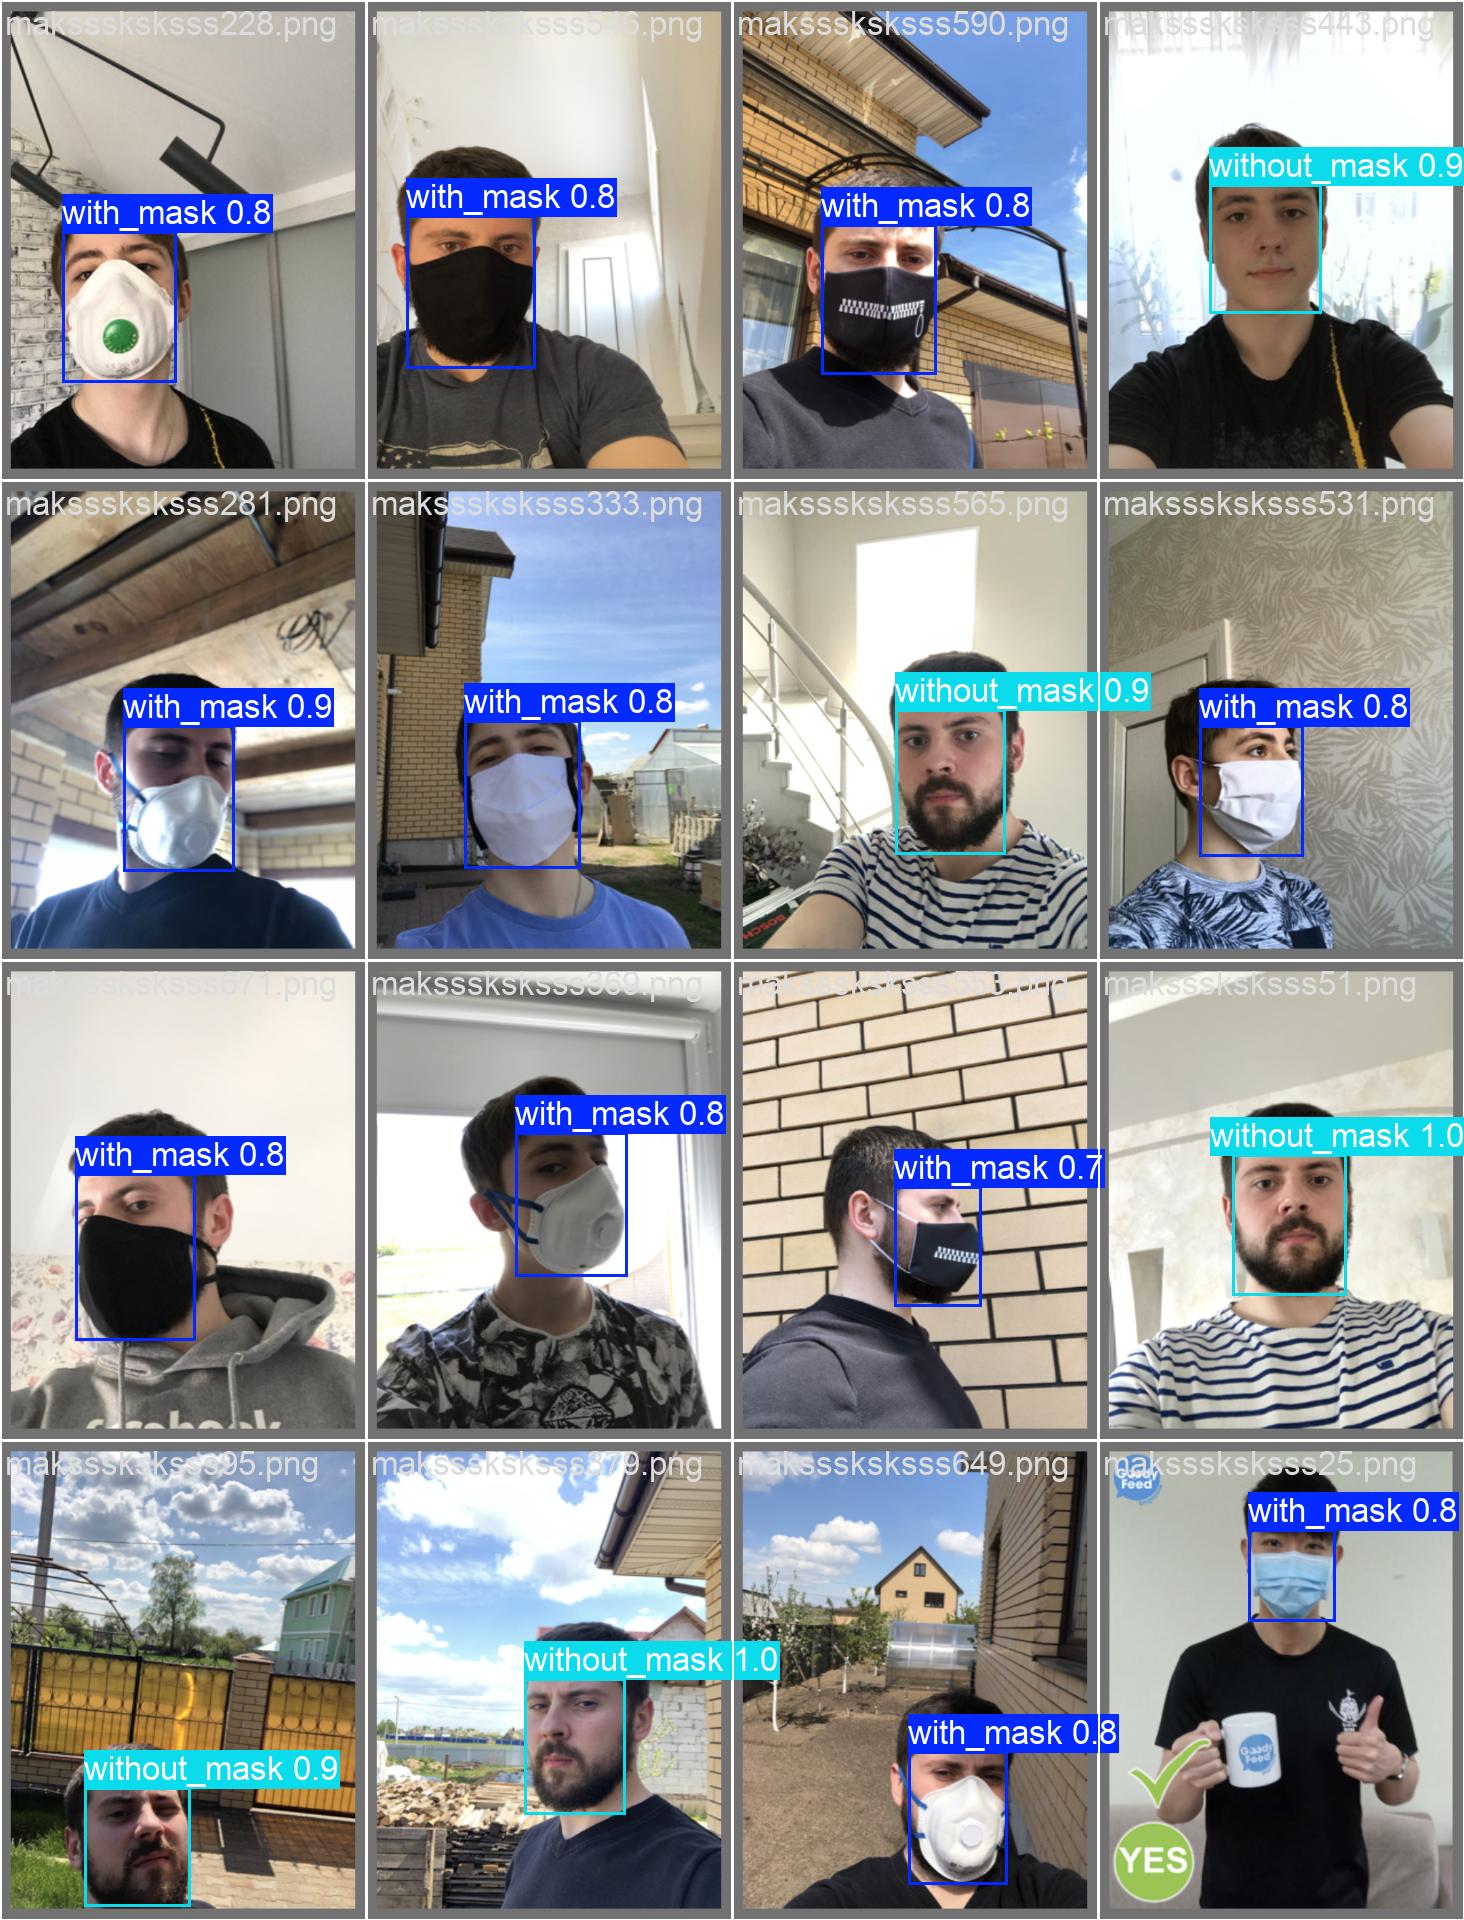 maksssksksss228.png
maksssksksss546.png
maksssksksss590.png
maksssksksss443.png
with_mask 0.8
with_mask 0.8
with_mask 0.8
without_mask 0.9
maksssksksss281.png
maksssksksss333.png
maksssksksss565.png
maksssksksss531.png
with_mask 0.9
with_mask 0.8
without_mask 0.9
with_mask 0.8
BOSCH
maksssksksss671.png
maksssksksss369.png
maksssksksss553.png
maksssksksss51.png
with_mask 0.8
with_mask 0.8
with_mask 0.7
without_mask 1.0
maksssksksss95.png
maksssksksss379.png
maksssksksss649.png
maksssksksss25.png
Goody
Feed
without_mask 0.9
without_mask 1.0
with_mask 0.8
with_mask 0.8
Goody
Feed
YES